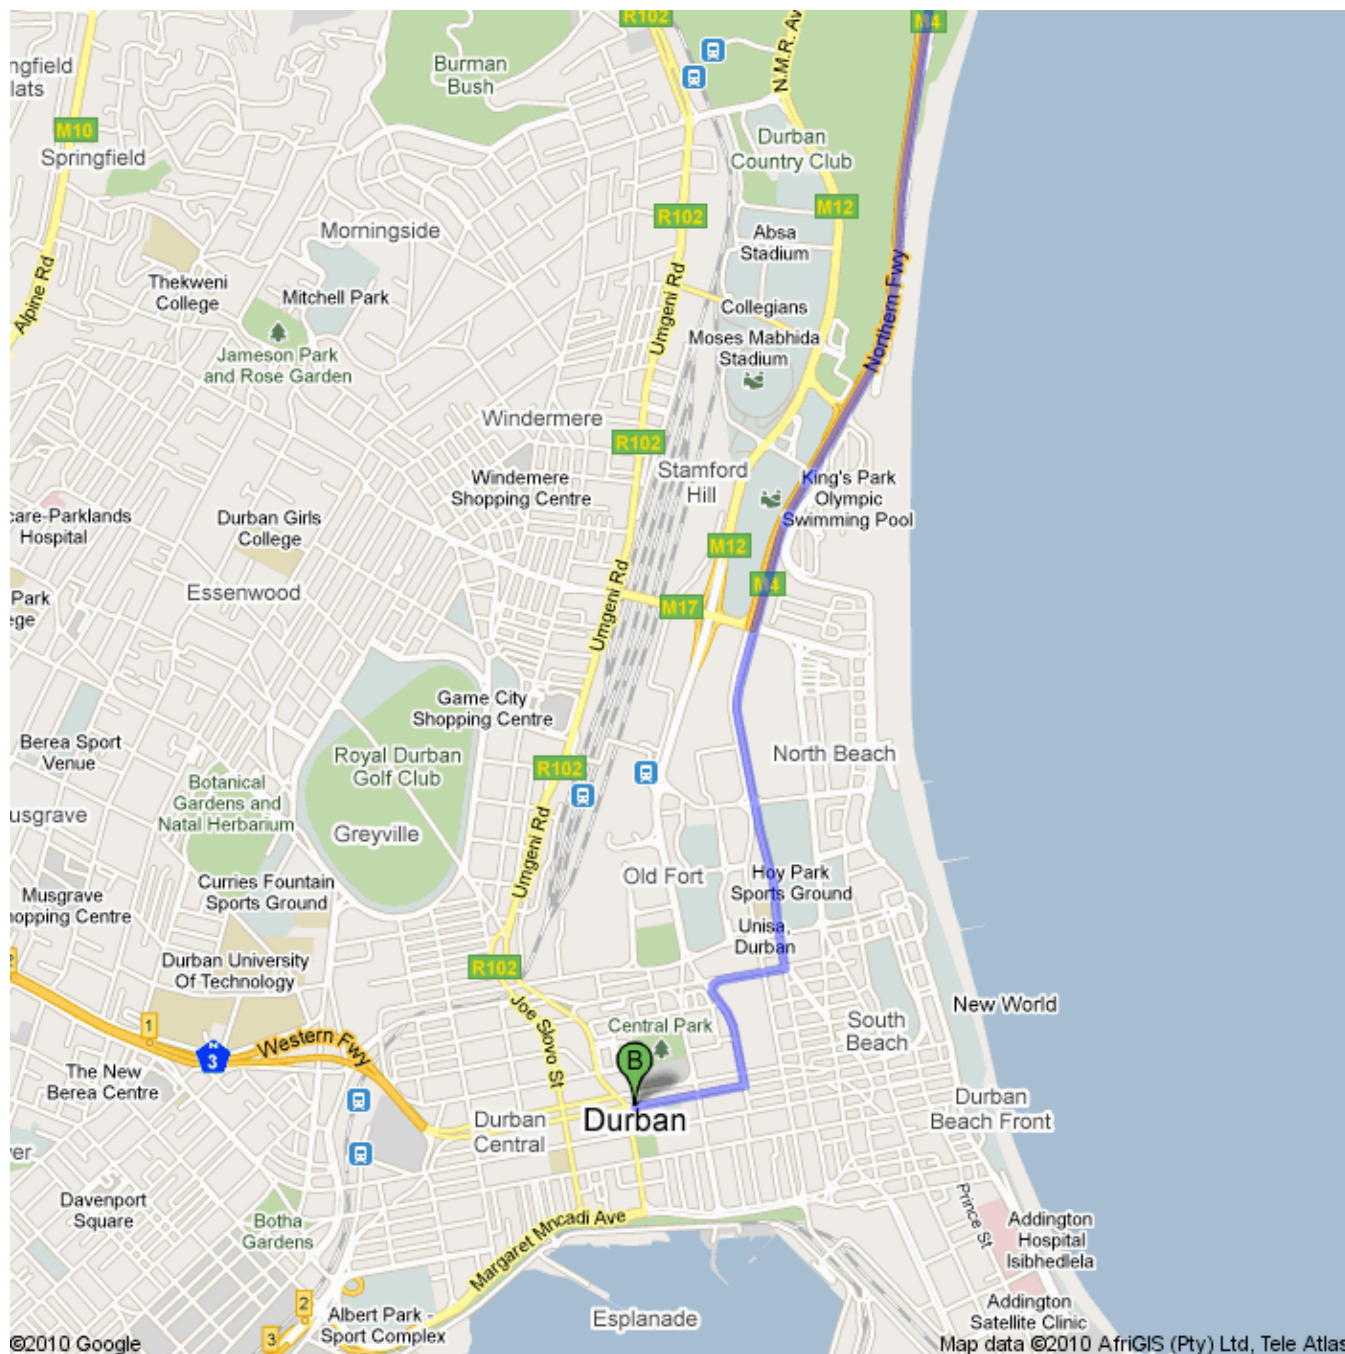 R102
M4
ngfield
lats
Burman
Bush
N.M.R. Av
M10
Springfield
Durban
Country Club
R102
M12
Morningside
Absa
Stadium
Thekweni
College
Mitchell Park
Alpine Rd
Umgeni Rd
Collegians
Northern Fwy
Moses Mabhida
Stadium
Jameson Park
and Rose Garden
Windermere
R102
Stamford
Hill
Windemere
Shopping Centre
King's Park
Olympic
Swimming Pool
care-Parklands
Hospital
Durban Girls
College
M12
M4
Essenwood
Park
ege
Umgeni Rd
M17
Game City
Shopping Centre
Berea Sport
Venue
Royal Durban
Golf Club
North Beach
R102
Botanical
Gardens and
Natal Herbarium
usgrave
Greyville
Umgeni Rd
Old Fort
Hoy Park
Sports Ground
Curries Fountain
Sports Ground
Musgrave
hopping Centre
Unisa,
Durban
Durban University
Of Technology
R102
Joe Slovo St
New World
Central Park
South
Beach
1
Western Fwy
N
3
The New
Berea Centre
B
Durban
Durban
Central
Durban
Beach Front
er
Davenport
Square
Botha
Gardens
Margaret Mncadi Ave
Prince St
Addington
Hospital
Isibhedlela
2
3
Albert Park -
Sport Complex
Esplanade
Addington
Satellite Clinic
©2010 Google
Map data ©2010 AfriGIS (Pty) Ltd, Tele Atlas